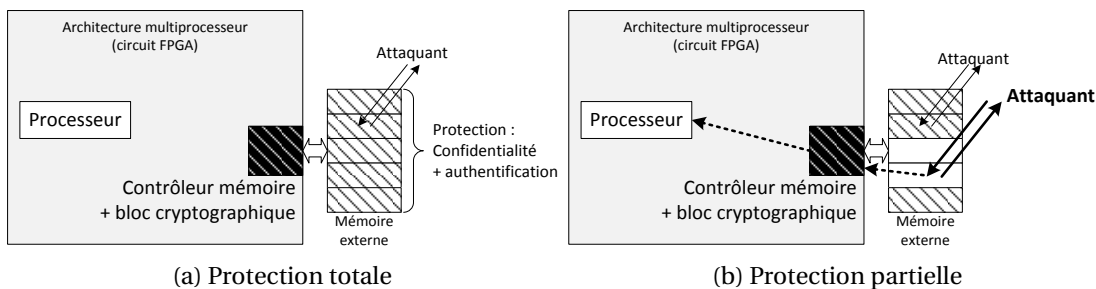 Architecture multiprocesseur
(circuit FPGA)
Attaquant
Processeur
Protection :
Confidentialité
+ authentification
Contrôleur mémoire
+ bloc cryptographique
Mémoire
externe
(a) Protection totale
Architecture multiprocesseur
(circuit FPGA)
Attaquant
Attaquant
Processeur
Contrôleur mémoire
+ bloc cryptographique
Mémoire
externe
(b) Protection partielle